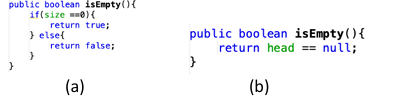 public boolean isEmpty(){
if(size ==0){
return true;
} else{
return false;
}
}
(a)
public boolean isEmpty(){
return head == null;
}
(b)